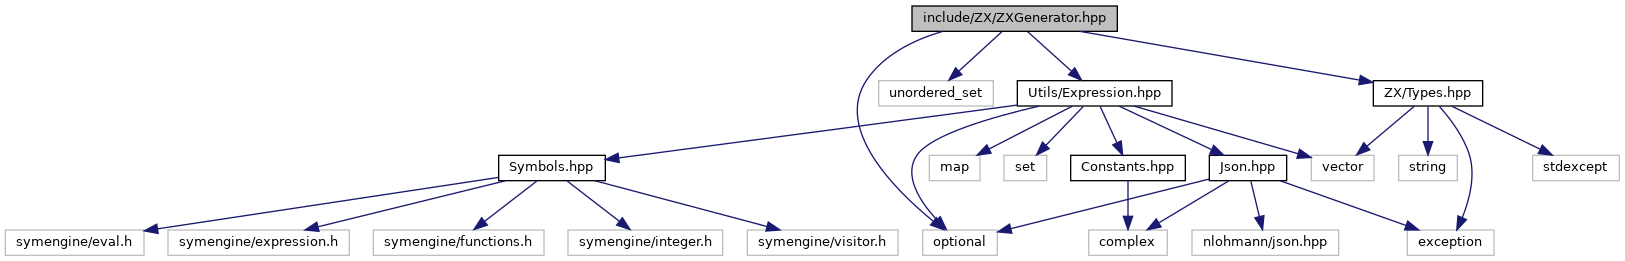 include/ZX/ZXGenerator.hpp
unordered_set
Utils/Expression.hpp
ZX/Types.hpp
Symbols.hpp
map
set
Constants.hpp
Json.hpp
vector
string
stdexcept
symengine/eval.h
symengine/expression.h
symengine/functions.h
symengine/integer.h
symengine/visitor.h
optional
complex
nlohmann/json.hpp
exception